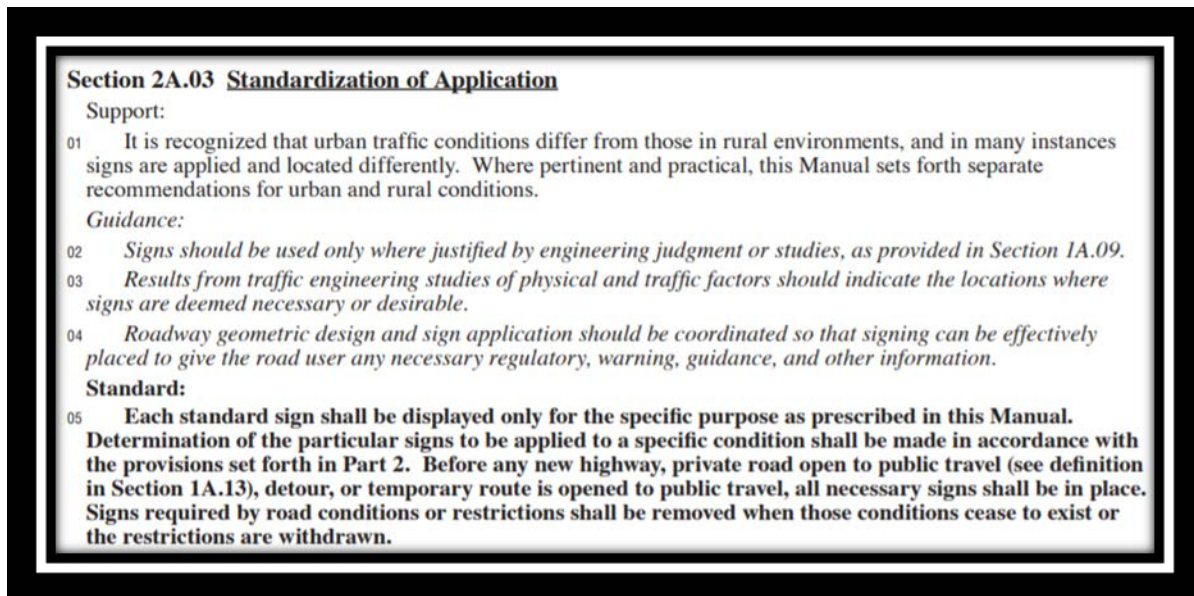 Section 2A.03 Standardization of Application
Support:
01 It is recognized that urban traffic conditions differ from those in rural environments, and in many instances
signs are applied and located differently. Where pertinent and practical, this Manual sets forth separate
recommendations for urban and rural conditions.
Guidance:
02 Signs should be used only where justified by engineering judgment or studies, as provided in Section 1A.09.
03 Results from traffic engineering studies of physical and traffic factors should indicate the locations where
signs are deemed necessary or desirable.
04 Roadway geometric design and sign application should be coordinated so that signing can be effectively
placed to give the road user any necessary regulatory, warning, guidance, and other information.
Standard:
05 Each standard sign shall be displayed only for the specific purpose as prescribed in this Manual.
Determination of the particular signs to be applied to a specific condition shall be made in accordance with
the provisions set forth in Part 2. Before any new highway, private road open to public travel (see definition
in Section 1A.13), detour, or temporary route is opened to public travel, all necessary signs shall be in place.
Signs required by road conditions or restrictions shall be removed when those conditions cease to exist or
the restrictions are withdrawn.